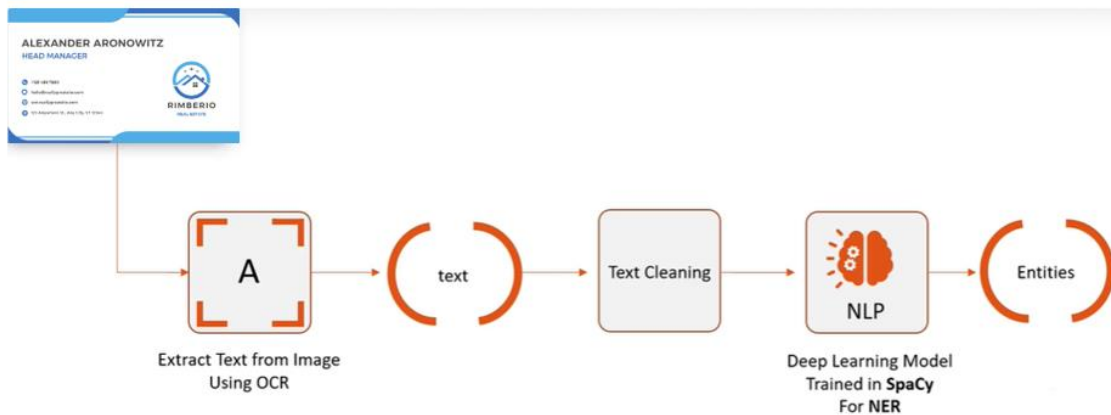 ALEXANDER ARONOWITZ
HEAD MANAGER
RIMBERIO
REAL ESTATE
A
text
Text Cleaning
NLP
Entities
Extract Text from Image
Using OCR
Deep Learning Model
Trained in SpaCy
For NER